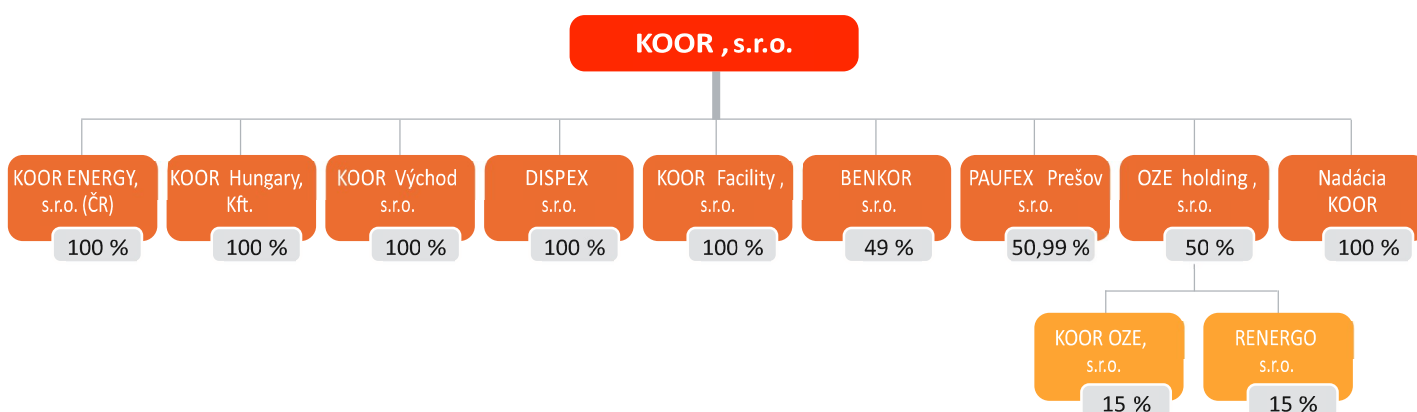 KOOR , s.r.o.
KOOR ENERGY,
s.r.o. (ČR)
100 %
KOOR Hungary,
Kft.
100 %
KOOR Východ
s.r.o.
100 %
DISPEX
s.r.o.
100 %
KOOR Facility ,
s.r.o.
100 %
BENKOR
s.r.o.
49 %
PAUFEX Prešov
s.r.o.
50,99 %
OZE holding ,
s.r.o.
50 %
Nadácia
KOOR
100 %
KOOR OZE,
s.r.o.
15 %
RENERGO
s.r.o.
15 %